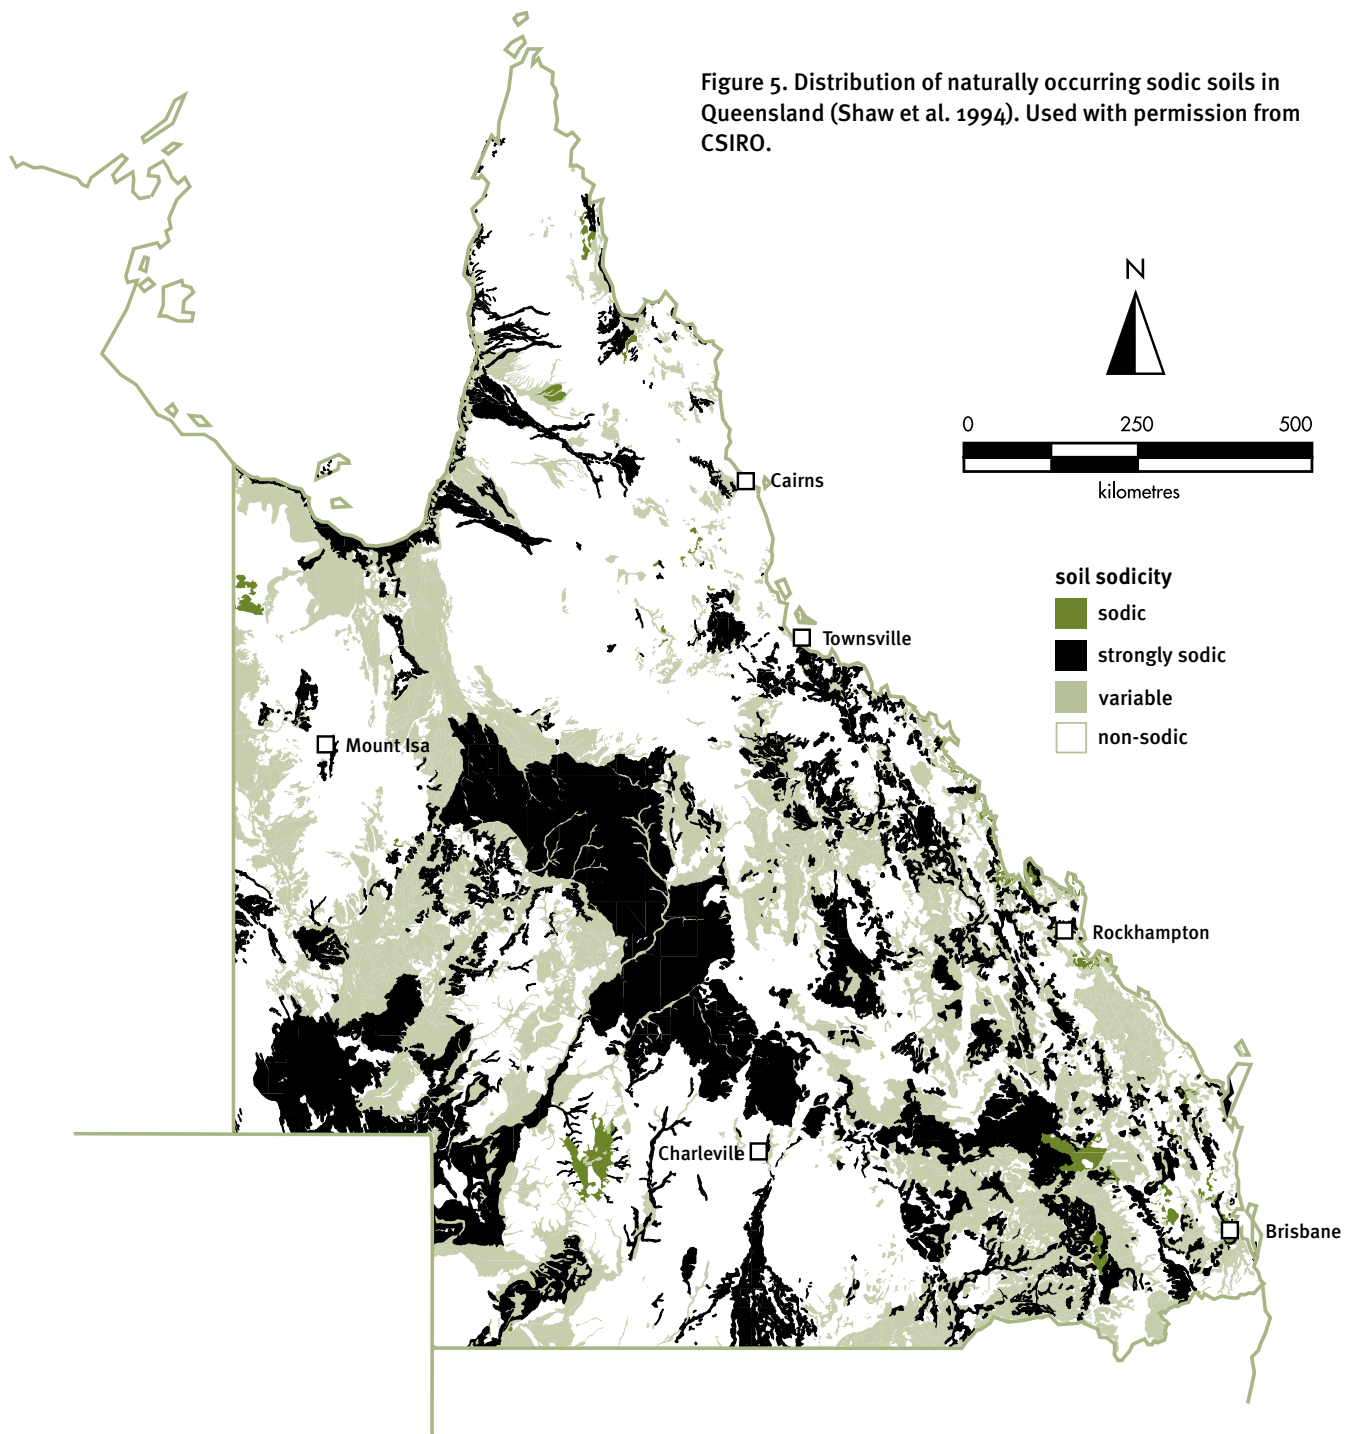 Figure 5. Distribution of naturally occurring sodic soils in
Queensland (Shaw et al. 1994). Used with permission from
CSIRO.
N
0 250 500
kilometres
Cairns
soil sodicity
sodic
Townsville
strongly sodic
variable
non-sodic
Mount Isa
Rockhampton
Charleville
Brisbane